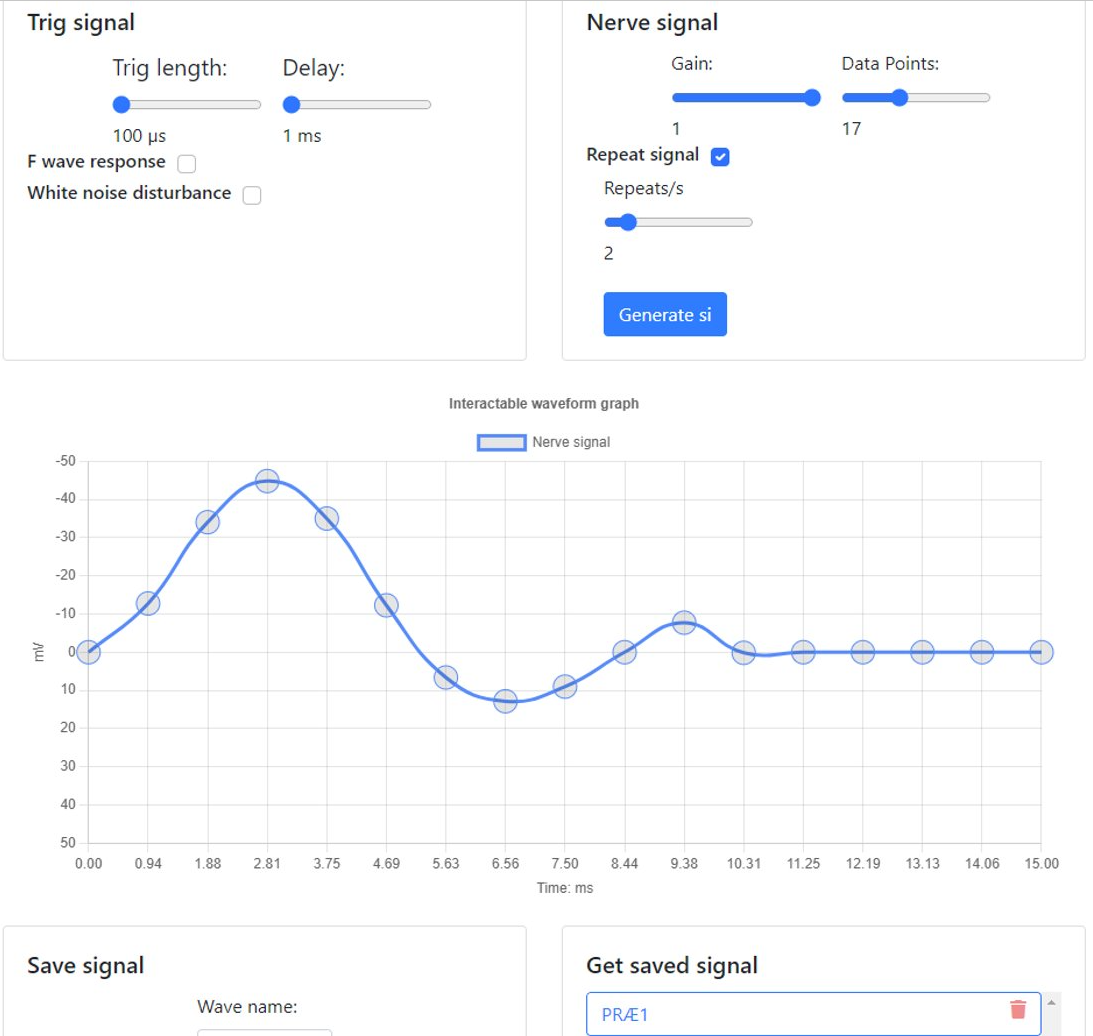 Trig signal
Trig length:
Delay:
100 µs
1 ms
F wave response
White noise disturbance
Nerve signal
Gain:
Data Points:
1
17
Repeat signal
Repeats/s
2
Generate si
Interactable waveform graph
Nerve signal
-50
-40
-30
-20
-10
0
10
20
30
40
50
mV
0.00 0.94 1.88 2.81 3.75 4.69 5.63 6.56 7.50 8.44 9.38 10.31 11.25 12.19 13.13 14.06 15.00
Time: ms
Save signal
Wave name:
Get saved signal
PRÆ1